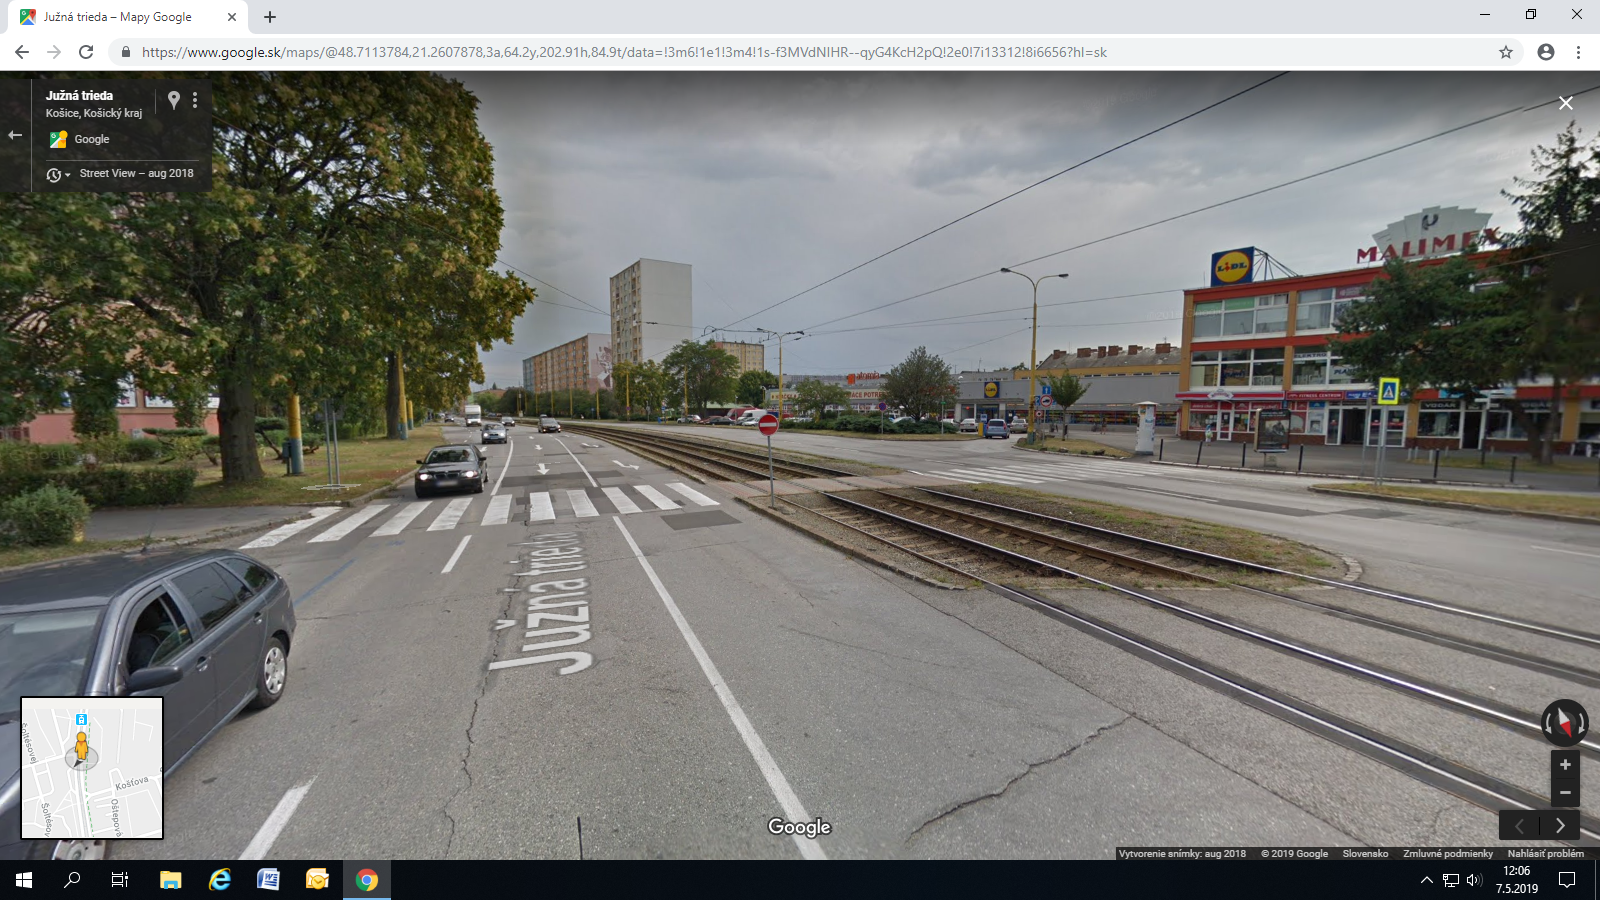 Južná trieda – Mapy Google
https://www.google.sk/maps/@48.7113784,21.2607878,3a,64.2y,202.91h,84.9t/data=!3m6!1e1!3m4!1s-f3MVdNIHR--qyG4KcH2pQ!2e0!7i13312!8i6656?hl=sk
Južná trieda
Košice, Košický kraj
Google
Street View – aug 2018
LIDL
MALIMEX
Južná trieda
Šoltésovej
Košťova
Oštepova
Google
Vytvorenie snímky: aug 2018 © 2019 Google Slovensko Zmluvné podmienky Nahlásiť problém
12:06
7.5.2019